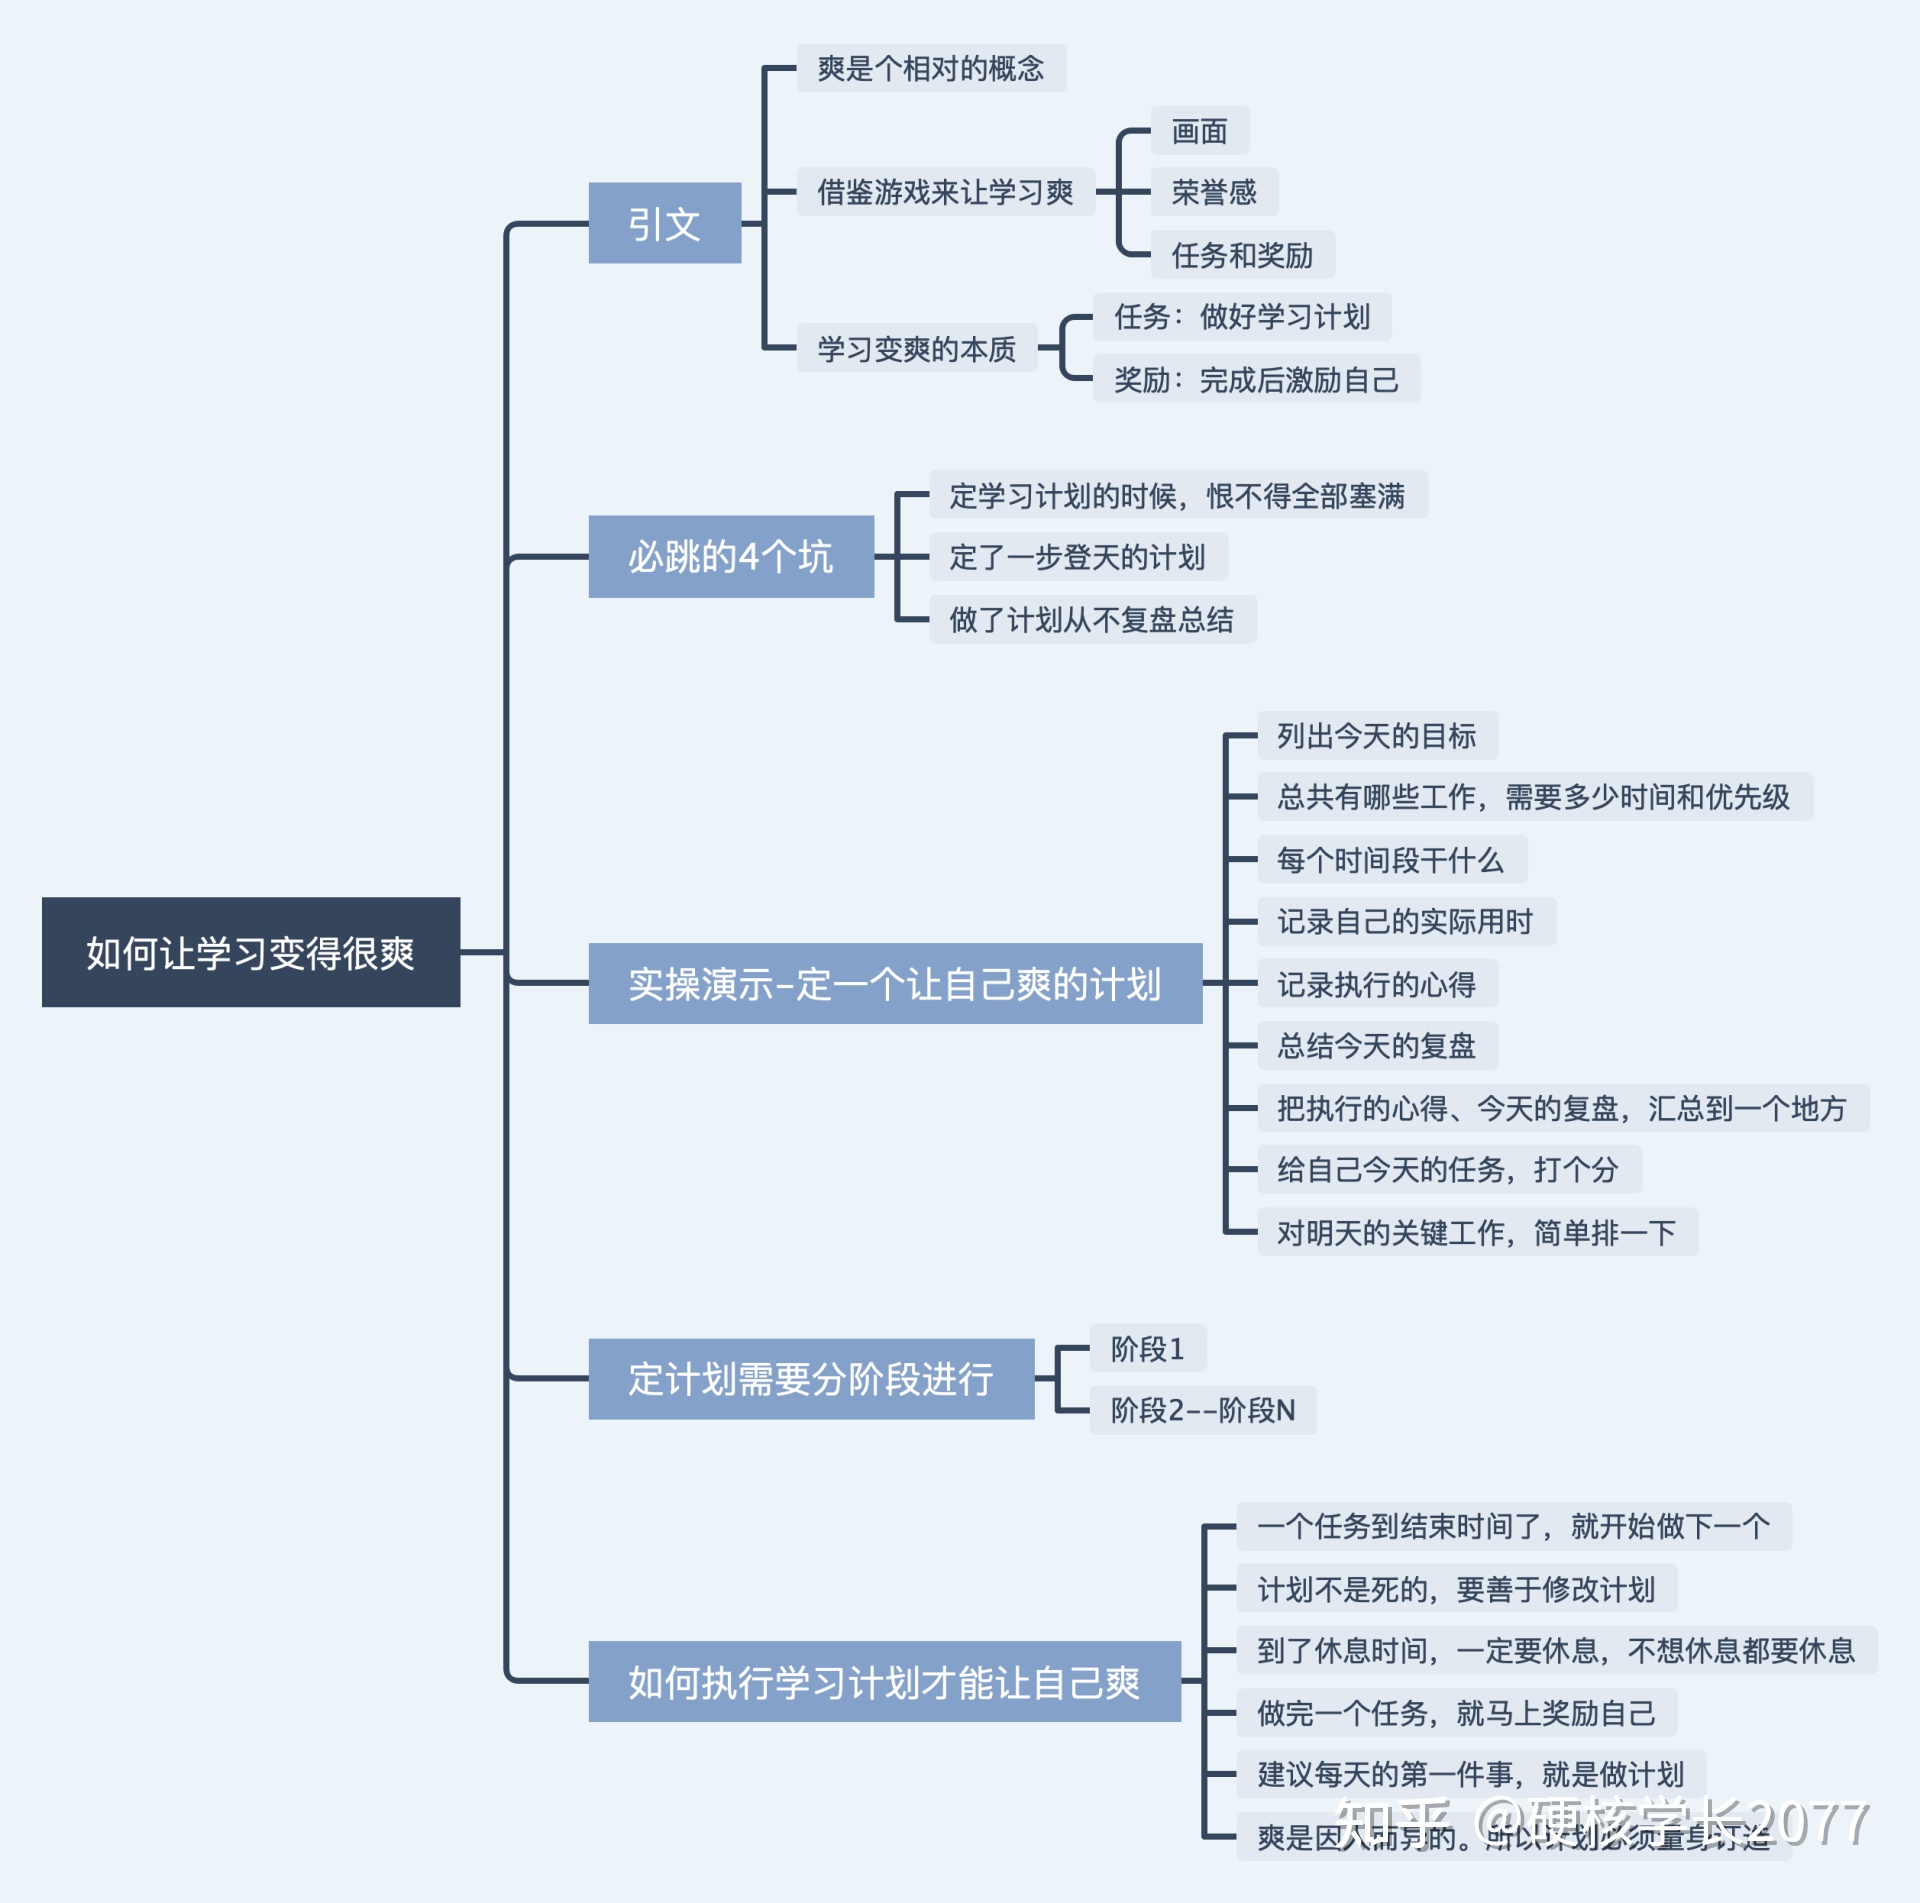 如何让学习变得很爽
引文
爽是个相对的概念
借鉴游戏来让学习爽
画面
荣誉感
任务和奖励
学习变爽的本质
任务：做好学习计划
奖励：完成后激励自己
必跳的4个坑
定学习计划的时候，恨不得全部塞满
定了一步登天的计划
做了计划从不复盘总结
实操演示-定一个让自己爽的计划
列出今天的目标
总共有哪些工作，需要多少时间和优先级
每个时间段干什么
记录自己的实际用时
记录执行的心得
总结今天的复盘
把执行的心得、今天的复盘，汇总到一个地方
给自己今天的任务，打个分
对明天的关键工作，简单排一下
定计划需要分阶段进行
阶段1
阶段2--阶段N
如何执行学习计划才能让自己爽
一个任务到结束时间了，就开始做下一个
计划不是死的，要善于修改计划
到了休息时间，一定要休息，不想休息都要休息
做完一个任务，就马上奖励自己
建议每天的第一件事，就是做计划
爽是因人而异的。所以计划必须量身订造
知乎 @硬核学长2077